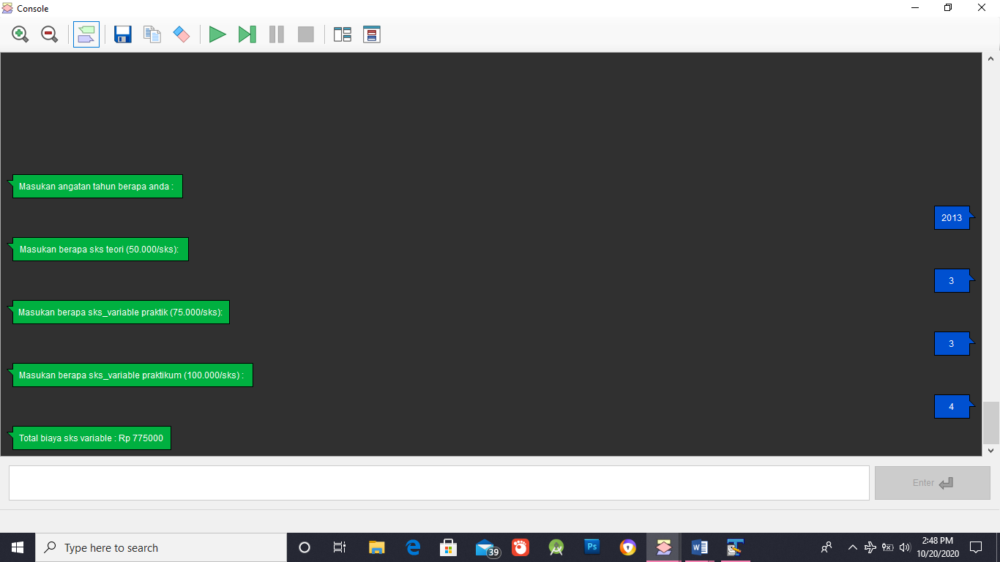 Console
Masukan angatan tahun berapa anda :
2013
Masukan berapa sks teori (50.000/sks):
3
Masukan berapa sks_variable praktik (75.000/sks):
3
Masukan berapa sks_variable praktikum (100.000/sks) :
4
Total biaya sks variable : Rp 775000
Enter
Type here to search
39
Ps
W
2:48 PM
10/20/2020